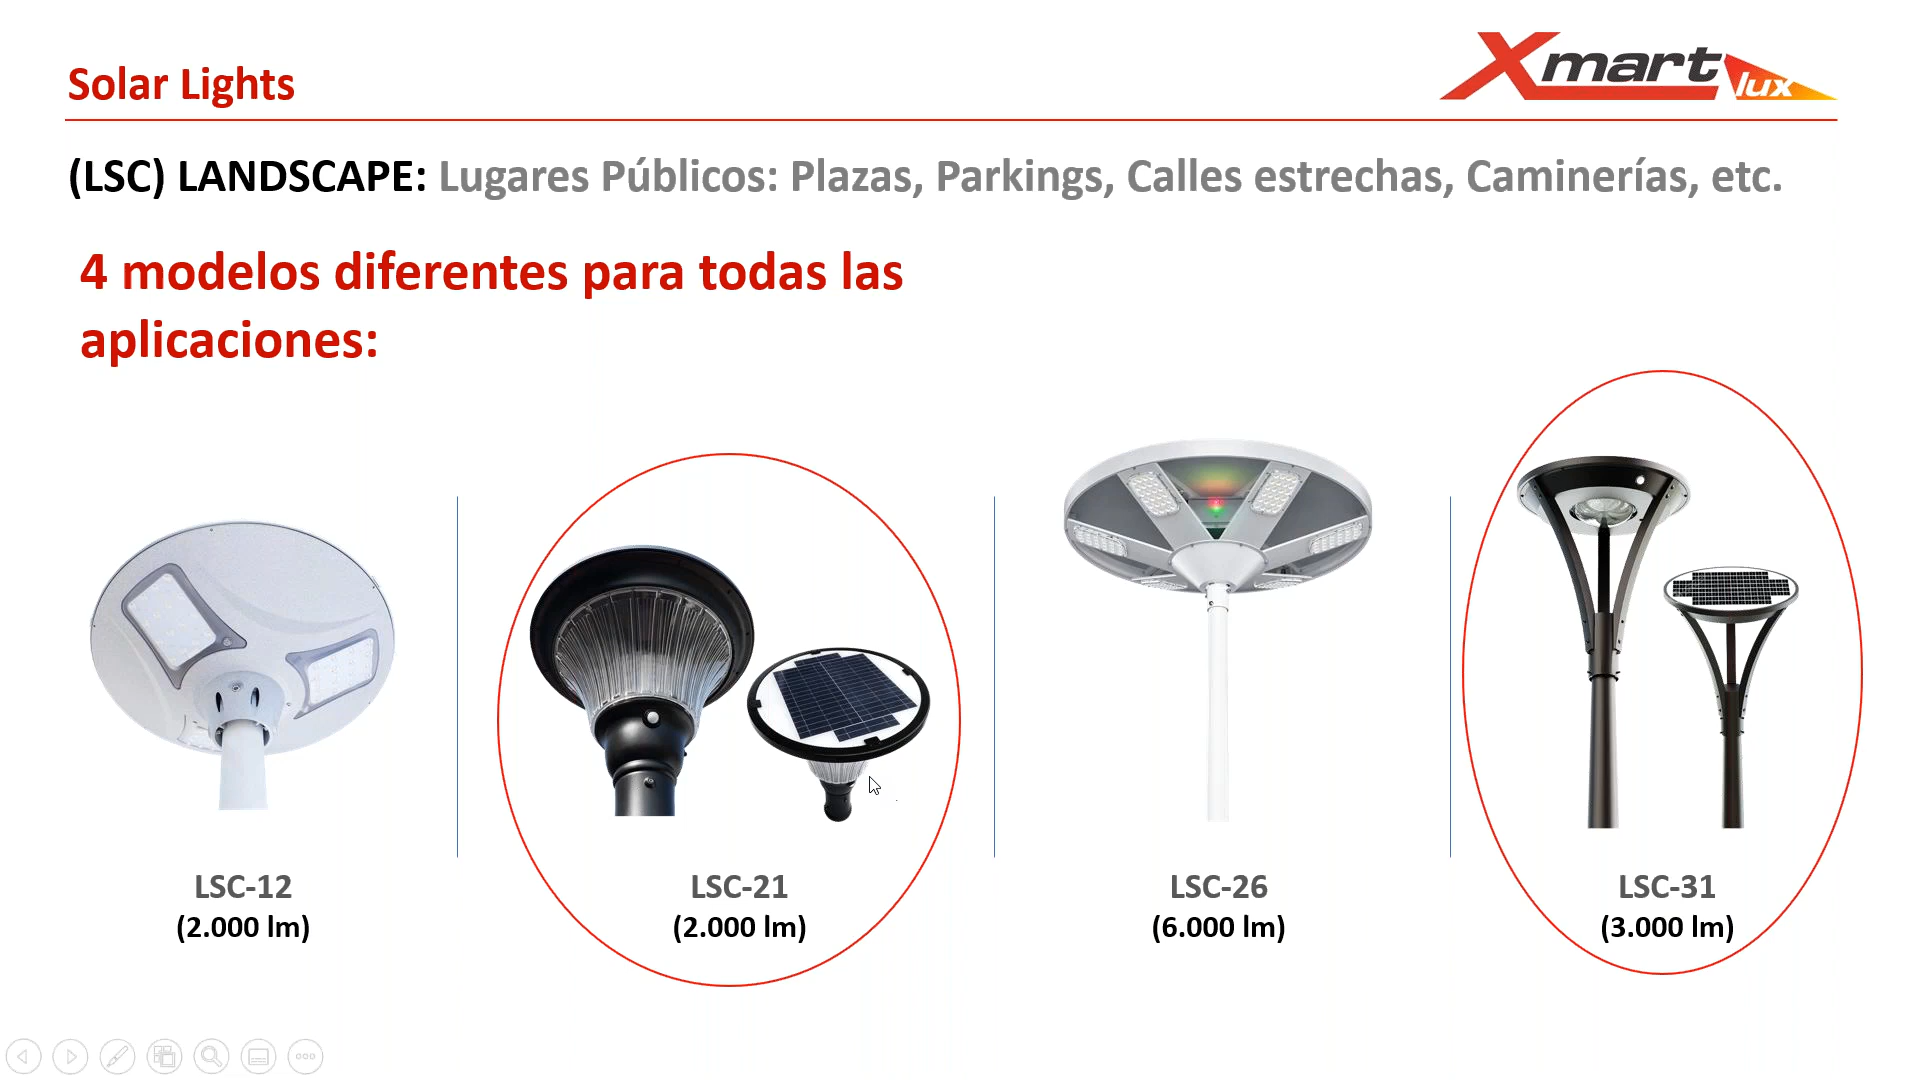 Solar Lights
Xmart lux
(LSC) LANDSCAPE: Lugares Públicos: Plazas, Parkings, Calles estrechas, Caminerías, etc.
4 modelos diferentes para todas las
aplicaciones:
LSC-12
(2.000 lm)
LSC-21
(2.000 lm)
LSC-26
(6.000 lm)
LSC-31
(3.000 lm)